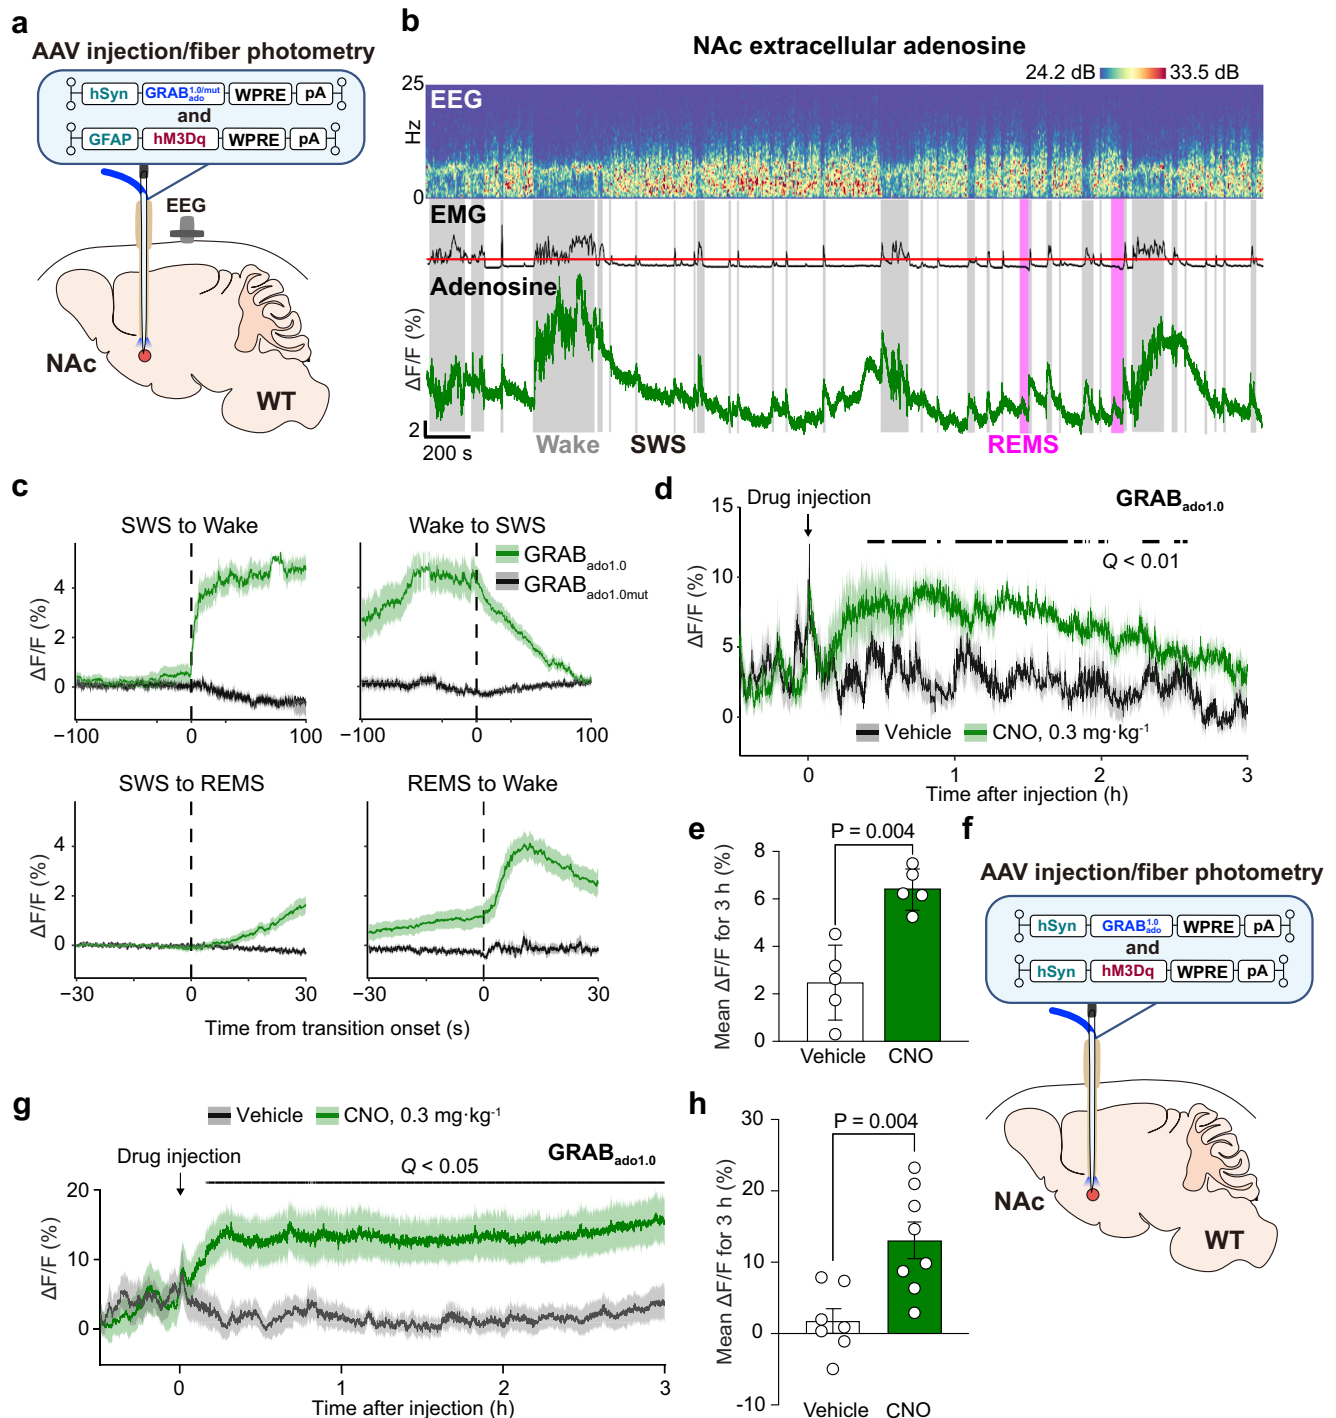 a
AAV injection/fiber photometry
hSyn GRAB 1.0/mut ado WPRE pA
and
GFAP hM3Dq WPRE pA
EEG
NAc
WT
b
NAc extracellular adenosine
24.2 dB 33.5 dB
25
EEG
Hz
0
EMG
Adenosine
ΔF/F (%)
2
200 s
Wake
SWS
REMS
c
SWS to Wake
Wake to SWS
GRABado1.0
GRABado1.0mut
ΔF/F (%)
4
2
0
−100 0 100
−100 0 100
SWS to REMS
REMS to Wake
ΔF/F (%)
4
2
0
−30 0 30
−30 0 30
Time from transition onset (s)
d
Drug injection
GRABado1.0
Q < 0.01
ΔF/F (%)
15
10
5
0
Vehicle CNO, 0.3 mg·kg-1
0 1 2 3
Time after injection (h)
e
P = 0.004
Mean ΔF/F for 3 h (%)
8
6
4
2
0
Vehicle CNO
f
AAV injection/fiber photometry
hSyn GRAB 1.0 ado WPRE pA
and
hSyn hM3Dq WPRE pA
NAc
WT
g
Vehicle CNO, 0.3 mg·kg-1
Drug injection
GRABado1.0
Q < 0.05
ΔF/F (%)
20
10
0
0 1 2 3
Time after injection (h)
h
P = 0.004
Mean ΔF/F for 3 h (%)
30
20
10
0
-10
Vehicle CNO